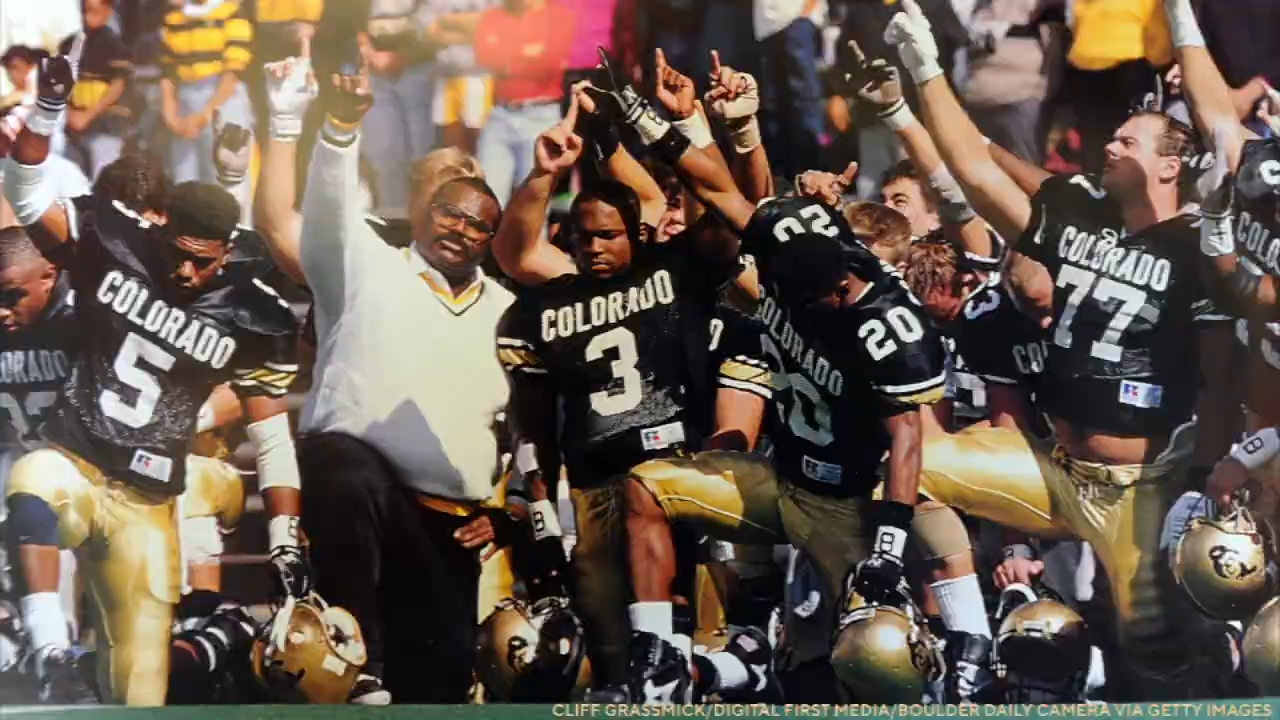 COLORADO
5
COLORADO
3
20
COLORADO
20
COLORADO
77
CLIFF GRASSMICK/DIGITAL FIRST MEDIA/BOULDER DAILY CAMERA VIA GETTY IMAGES